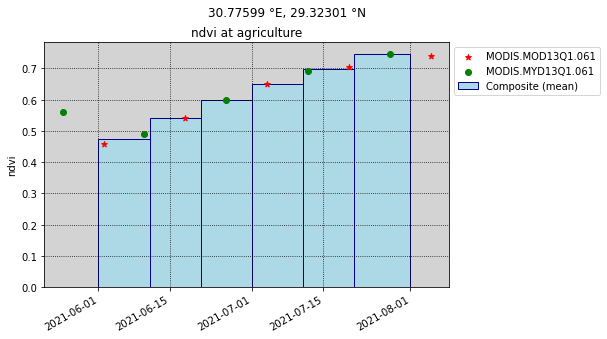 30.77599 °E, 29.32301 °N
ndvi at agriculture
MODIS.MOD13Q1.061
MODIS.MYD13Q1.061
Composite (mean)
ndvi
0.7
0.6
0.5
0.4
0.3
0.2
0.1
0.0
2021-06-01
2021-06-15
2021-07-01
2021-07-15
2021-08-01